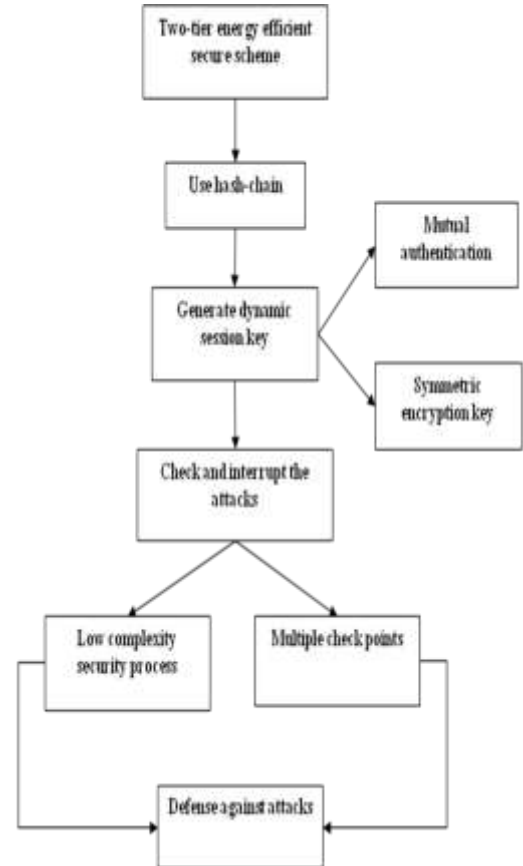 Two-tier energy efficient
secure scheme
Use hash-chain
Mutual
authentication
Generate dynamic
session key
Symmetric
encryption key
Check and interrupt the
attacks
Low complexity
security process
Multiple check points
Defense against attacks